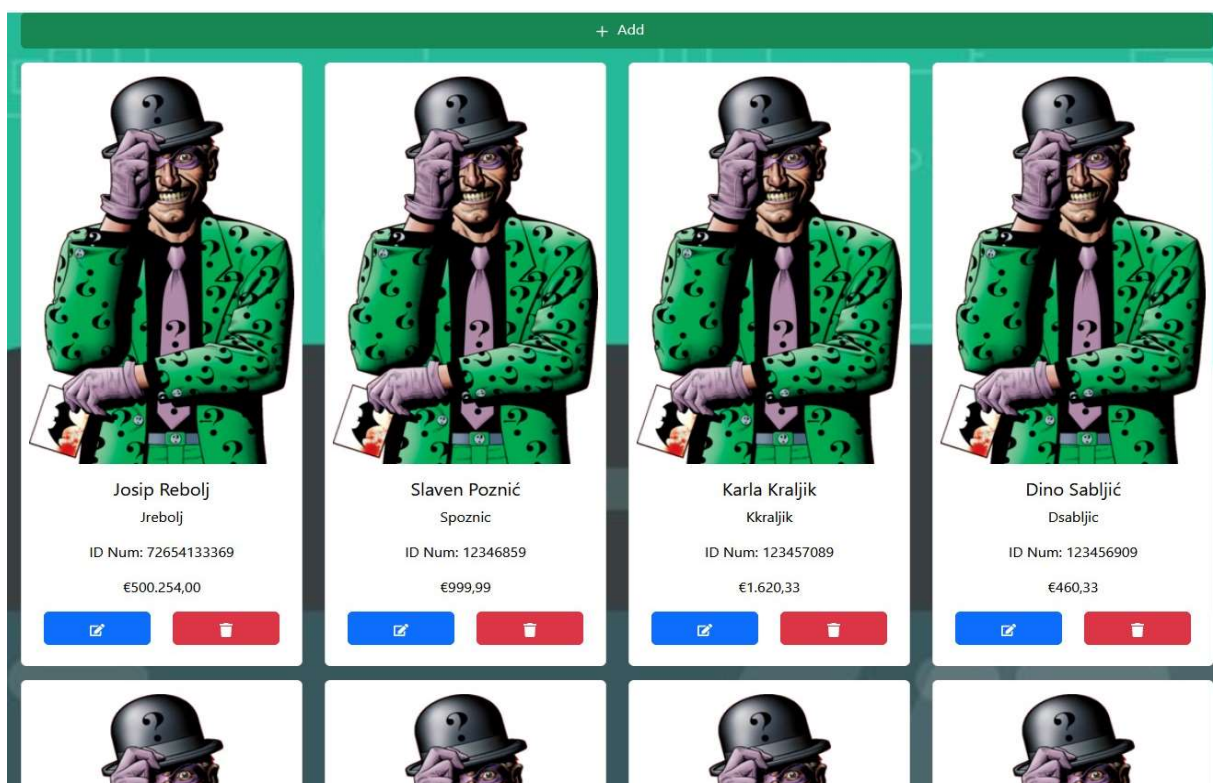 + Add
Josip Rebolj
Jrebolj
ID Num: 72654133369
€500.254,00
Slaven Poznić
Spoznic
ID Num: 12346859
€999,99
Karla Kraljik
Kkraljik
ID Num: 123457089
€1.620,33
Dino Sabljić
Dsabljic
ID Num: 123456909
€460,33